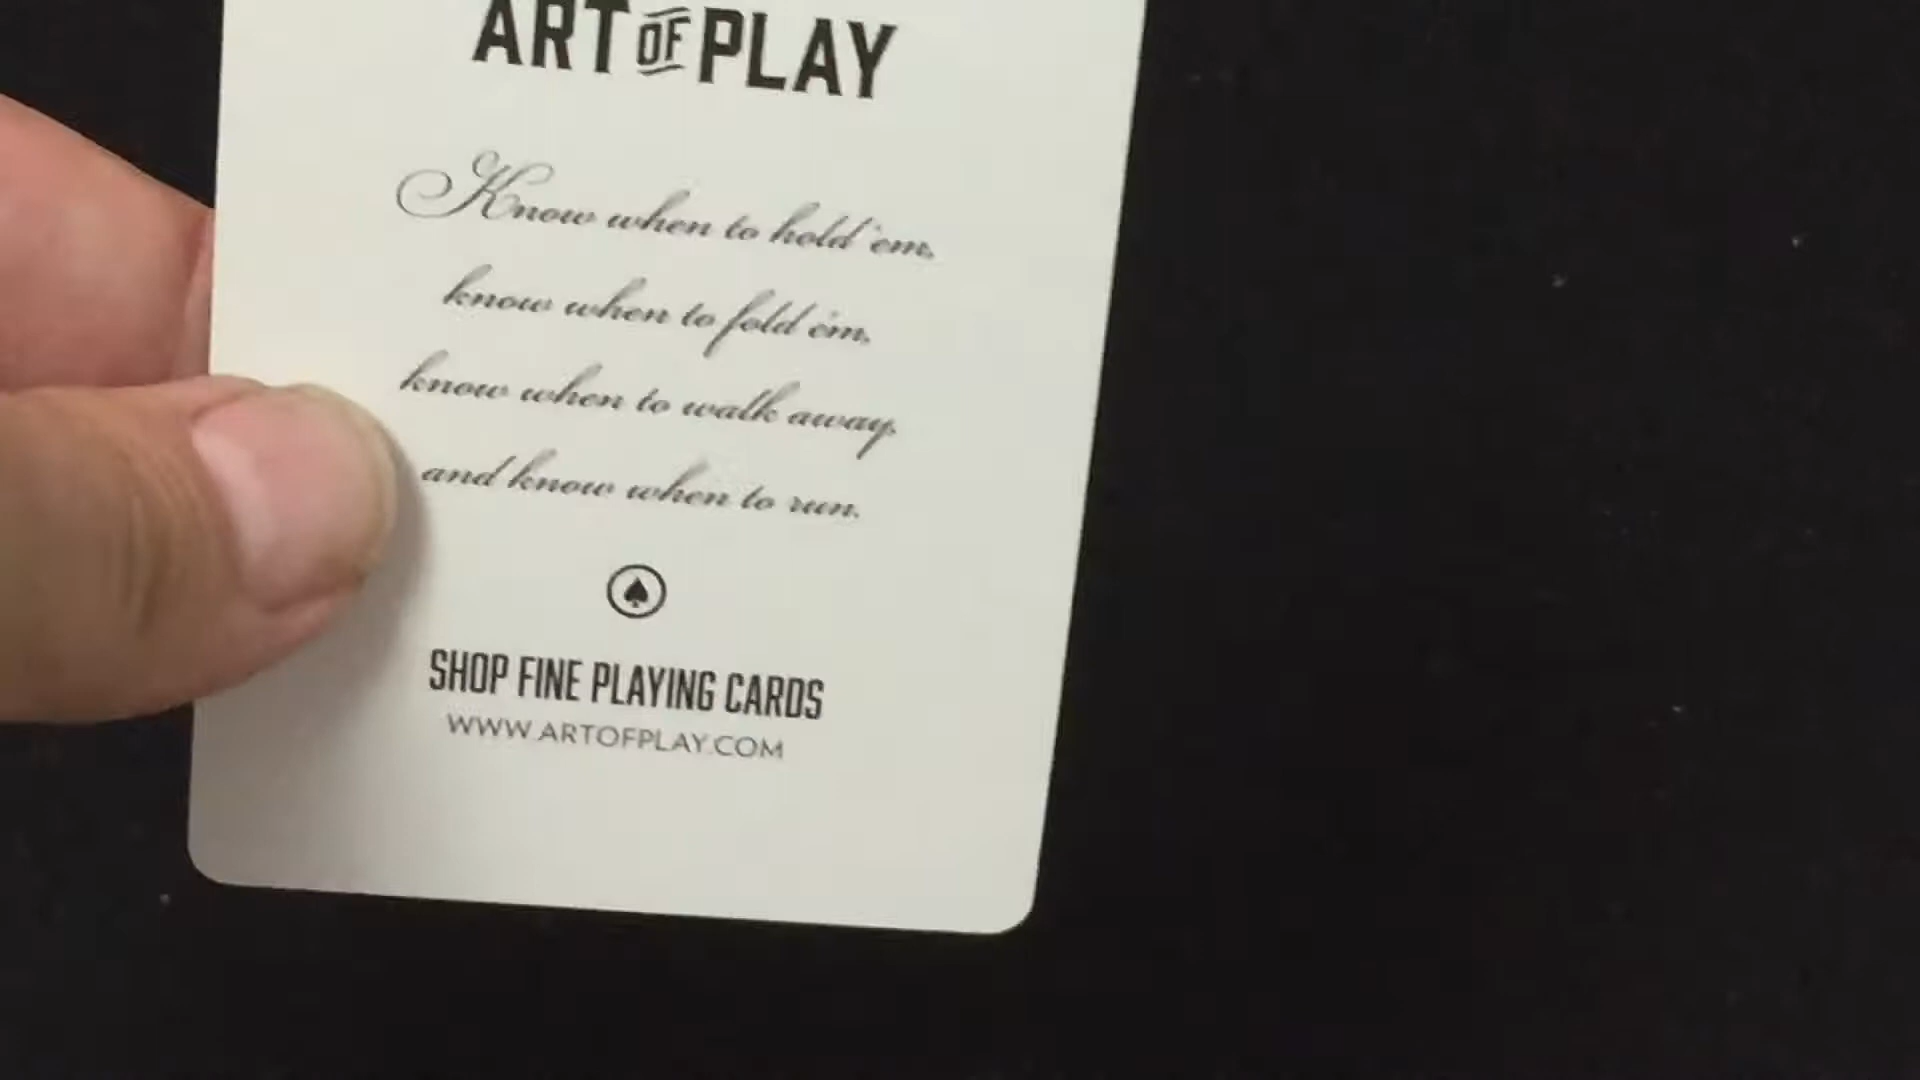 ART OF PLAY
Know when to hold 'em,
know when to fold 'em,
know when to walk away,
and know when to run.
SHOP FINE PLAYING CARDS
WWW.ARTOFPLAY.COM